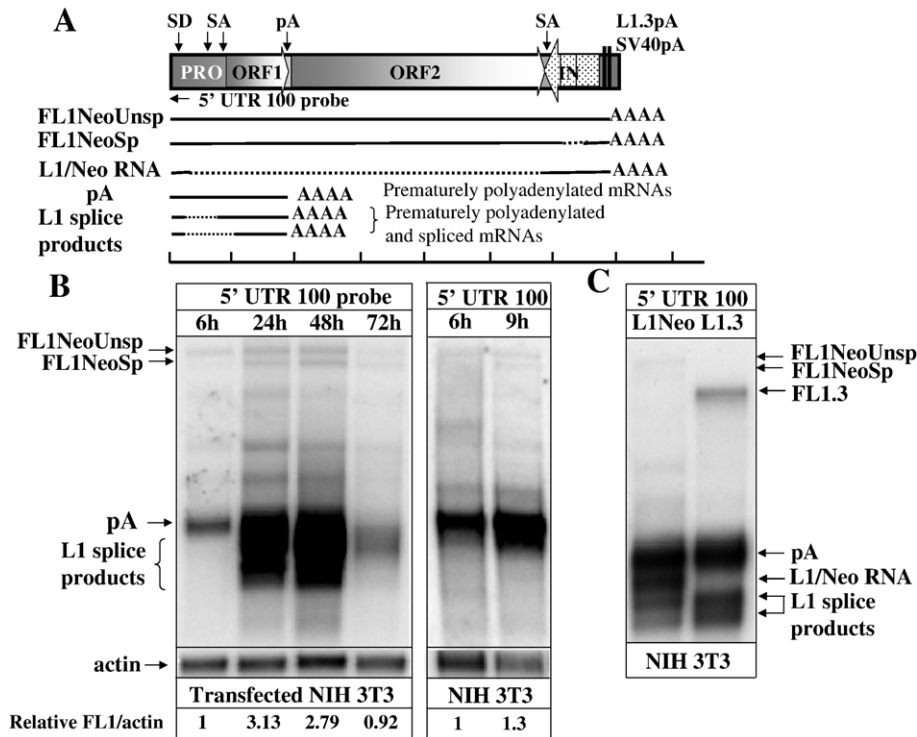 A
SD SA pA SA L1.3pA
SV40pA
PRO ORF1 ORF2 IN
5' UTR 100 probe
FL1NeoUnsp AAAA
FL1NeoSp AAAA
L1/Neo RNA AAAA
pA AAAA Prematurely polyadenylated mRNAs
L1 splice products AAAA AAAA Prematurely polyadenylated and spliced mRNAs
B
5' UTR 100 probe
6h 24h 48h 72h
FL1NeoUnsp
FL1NeoSp
pA
L1 splice
products
actin
Transfected NIH 3T3
Relative FL1/actin 1 3.13 2.79 0.92
5' UTR 100
6h 9h
NIH 3T3
1 1.3
C
5' UTR 100
L1Neo L1.3
FL1NeoUnsp
FL1NeoSp
FL1.3
pA
L1/Neo RNA
L1 splice
products
NIH 3T3